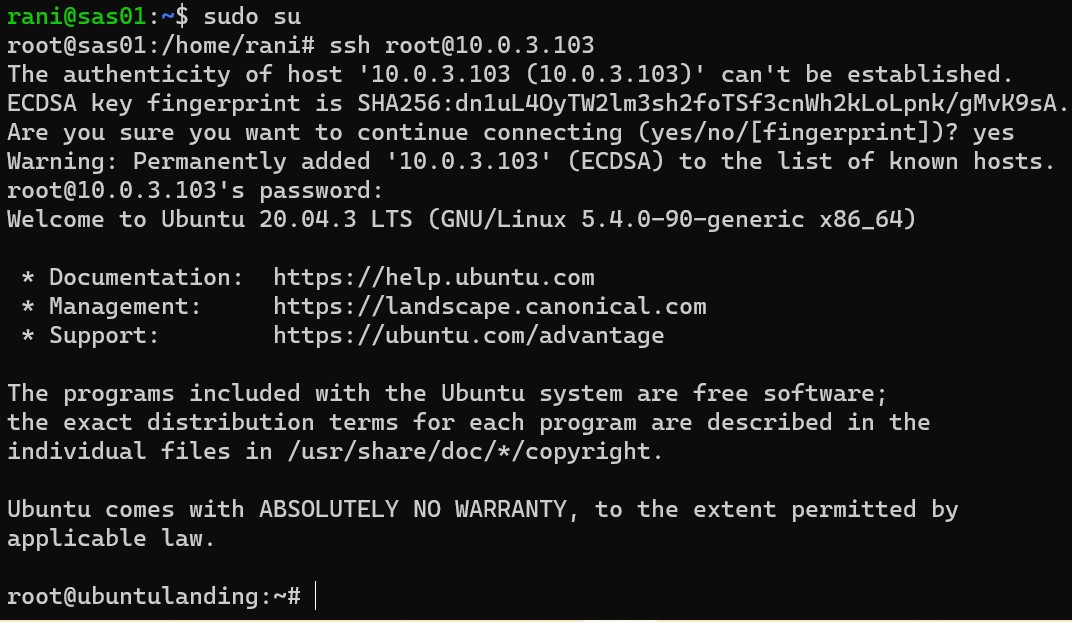 rani@sas01:~$ sudo su
root@sas01:/home/rani# ssh root@10.0.3.103
The authenticity of host '10.0.3.103 (10.0.3.103)' can't be established.
ECDSA key fingerprint is SHA256:dn1uL4OyTW2lm3sh2foTSf3cnWh2kLoLpnk/gMvK9sA.
Are you sure you want to continue connecting (yes/no/[fingerprint])? yes
Warning: Permanently added '10.0.3.103' (ECDSA) to the list of known hosts.
root@10.0.3.103's password:
Welcome to Ubuntu 20.04.3 LTS (GNU/Linux 5.4.0-90-generic x86_64)
* Documentation:  https://help.ubuntu.com
* Management:     https://landscape.canonical.com
* Support:        https://ubuntu.com/advantage
The programs included with the Ubuntu system are free software;
the exact distribution terms for each program are described in the
individual files in /usr/share/doc/*/copyright.
Ubuntu comes with ABSOLUTELY NO WARRANTY, to the extent permitted by
applicable law.
root@ubuntulanding:~#